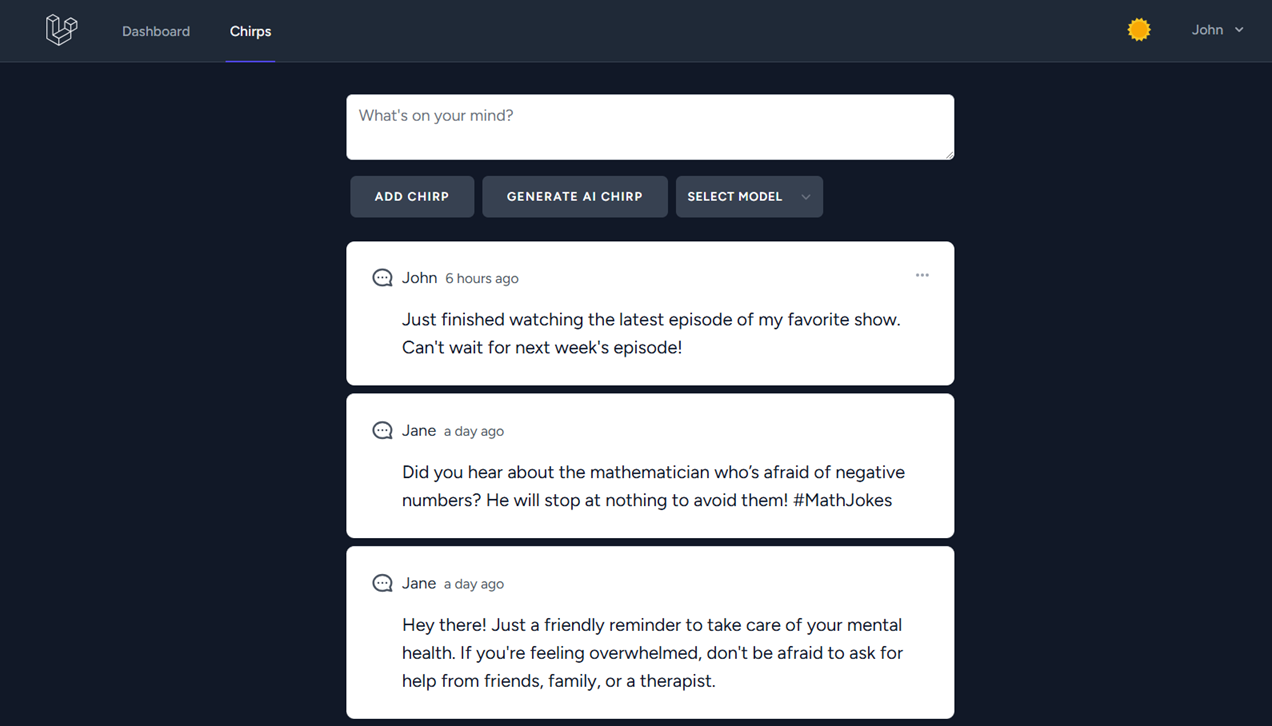 Dashboard
Chirps
John
What's on your mind?
ADD CHIRP
GENERATE AI CHIRP
SELECT MODEL
John 6 hours ago
Just finished watching the latest episode of my favorite show.
Can't wait for next week's episode!
Jane a day ago
Did you hear about the mathematician who’s afraid of negative
numbers? He will stop at nothing to avoid them! #MathJokes
Jane a day ago
Hey there! Just a friendly reminder to take care of your mental
health. If you're feeling overwhelmed, don't be afraid to ask for
help from friends, family, or a therapist.